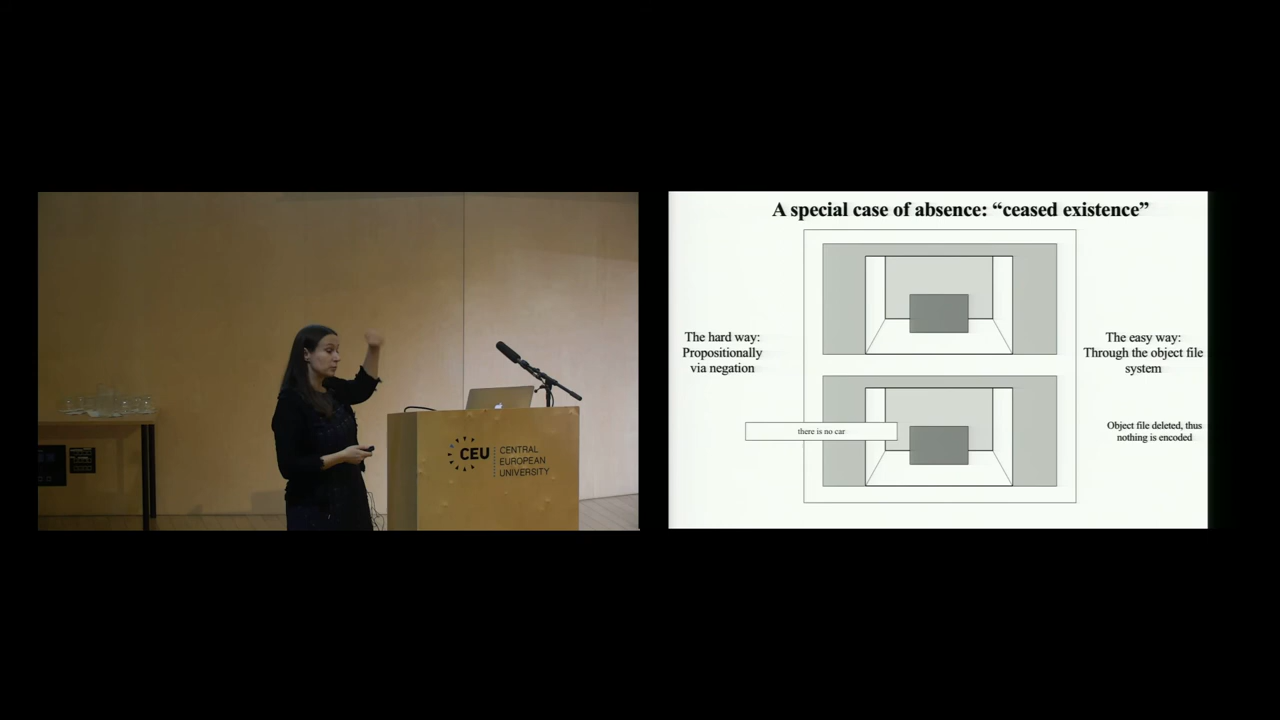 CEU
CENTRAL
EUROPEAN
UNIVERSITY
A special case of absence: “ceased existence”
The hard way:
Propositionally
via negation
there is no car
The easy way:
Through the object file
system
Object file deleted, thus
nothing is encoded